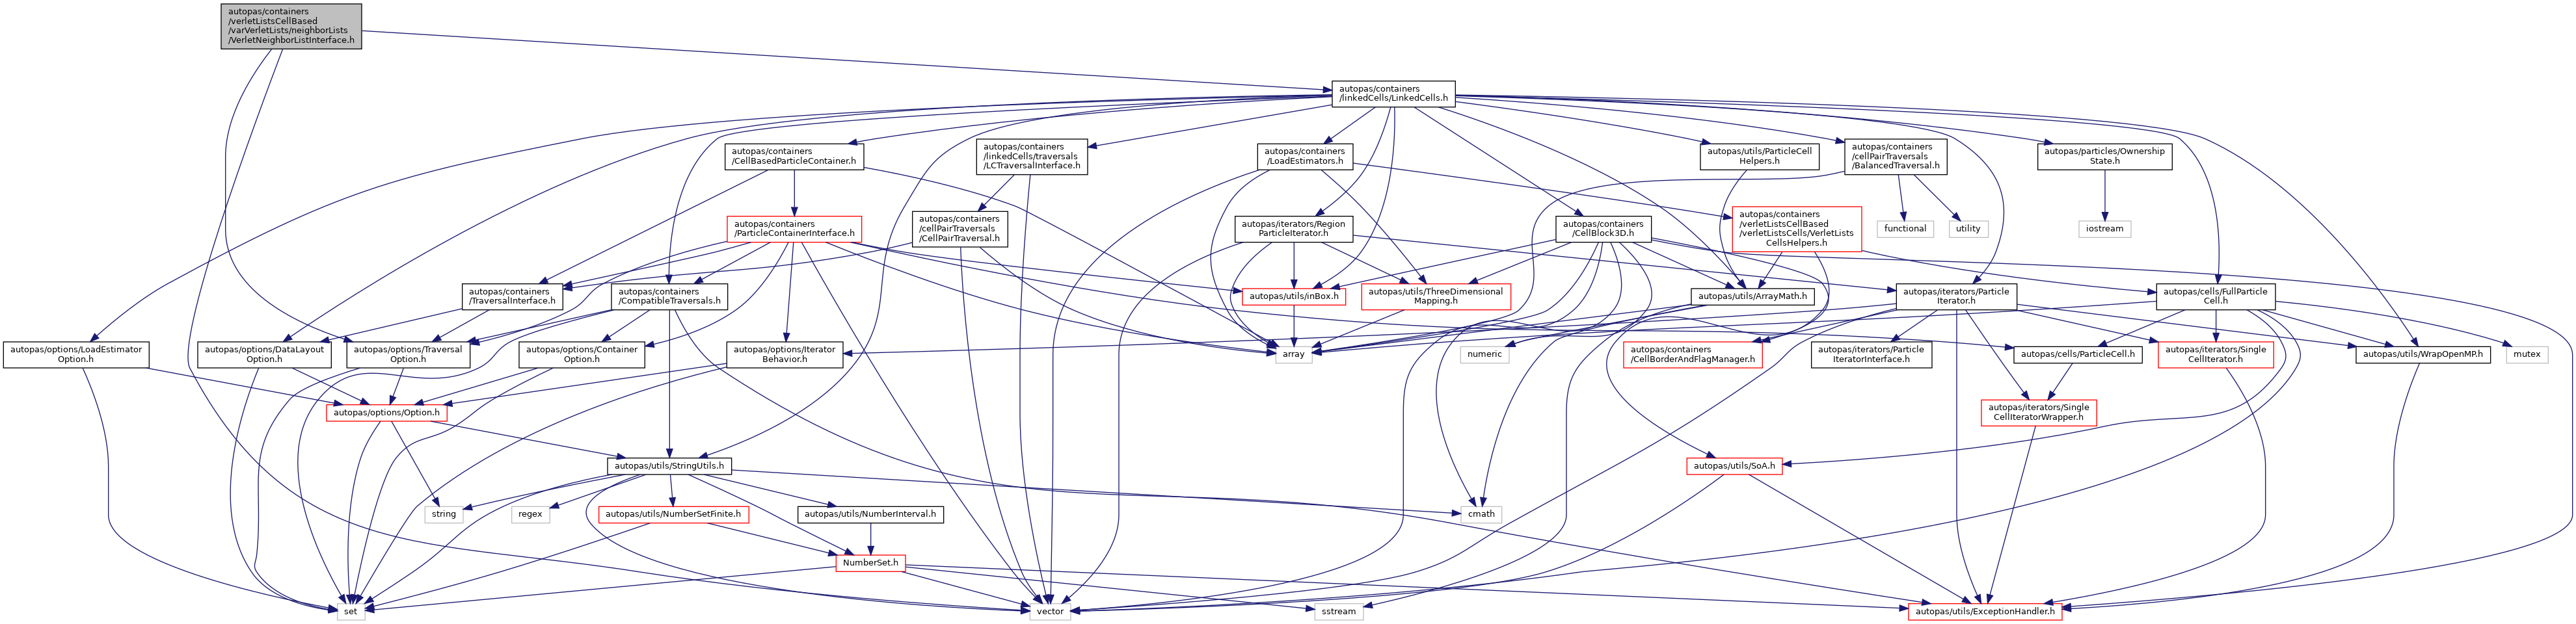 autopas/containers
/verletListsCellBased
/varVerletLists/neighborLists
/VerletNeighborListInterface.h
autopas/containers
/linkedCells/LinkedCells.h
autopas/containers
/CellBasedParticleContainer.h
autopas/containers
/linkedCells/traversals
/LCTraversalInterface.h
autopas/containers
/LoadEstimators.h
autopas/utils/ParticleCell
Helpers.h
autopas/containers
/cellPairTraversals
/BalancedTraversal.h
autopas/particles/Ownership
State.h
autopas/containers
/ParticleContainerInterface.h
autopas/containers
/cellPairTraversals
/CellPairTraversal.h
autopas/iterators/Region
ParticleIterator.h
autopas/containers
/CellBlock3D.h
autopas/containers
/verletListsCellBased
/verletListsCells/VerletLists
CellsHelpers.h
functional
utility
iostream
autopas/containers
/TraversalInterface.h
autopas/containers
/CompatibleTraversals.h
autopas/utils/inBox.h
autopas/utils/ThreeDimensional
Mapping.h
autopas/utils/ArrayMath.h
autopas/iterators/Particle
Iterator.h
autopas/cells/FullParticle
Cell.h
autopas/options/LoadEstimator
Option.h
autopas/options/DataLayout
Option.h
autopas/options/Traversal
Option.h
autopas/options/Container
Option.h
autopas/options/Iterator
Behavior.h
array
numeric
autopas/containers
/CellBorderAndFlagManager.h
autopas/iterators/Particle
IteratorInterface.h
autopas/cells/ParticleCell.h
autopas/iterators/Single
CellIterator.h
autopas/utils/WrapOpenMP.h
mutex
autopas/options/Option.h
autopas/iterators/Single
CellIteratorWrapper.h
autopas/utils/StringUtils.h
autopas/utils/SoA.h
string
regex
autopas/utils/NumberSetFinite.h
autopas/utils/NumberInterval.h
cmath
NumberSet.h
set
vector
sstream
autopas/utils/ExceptionHandler.h